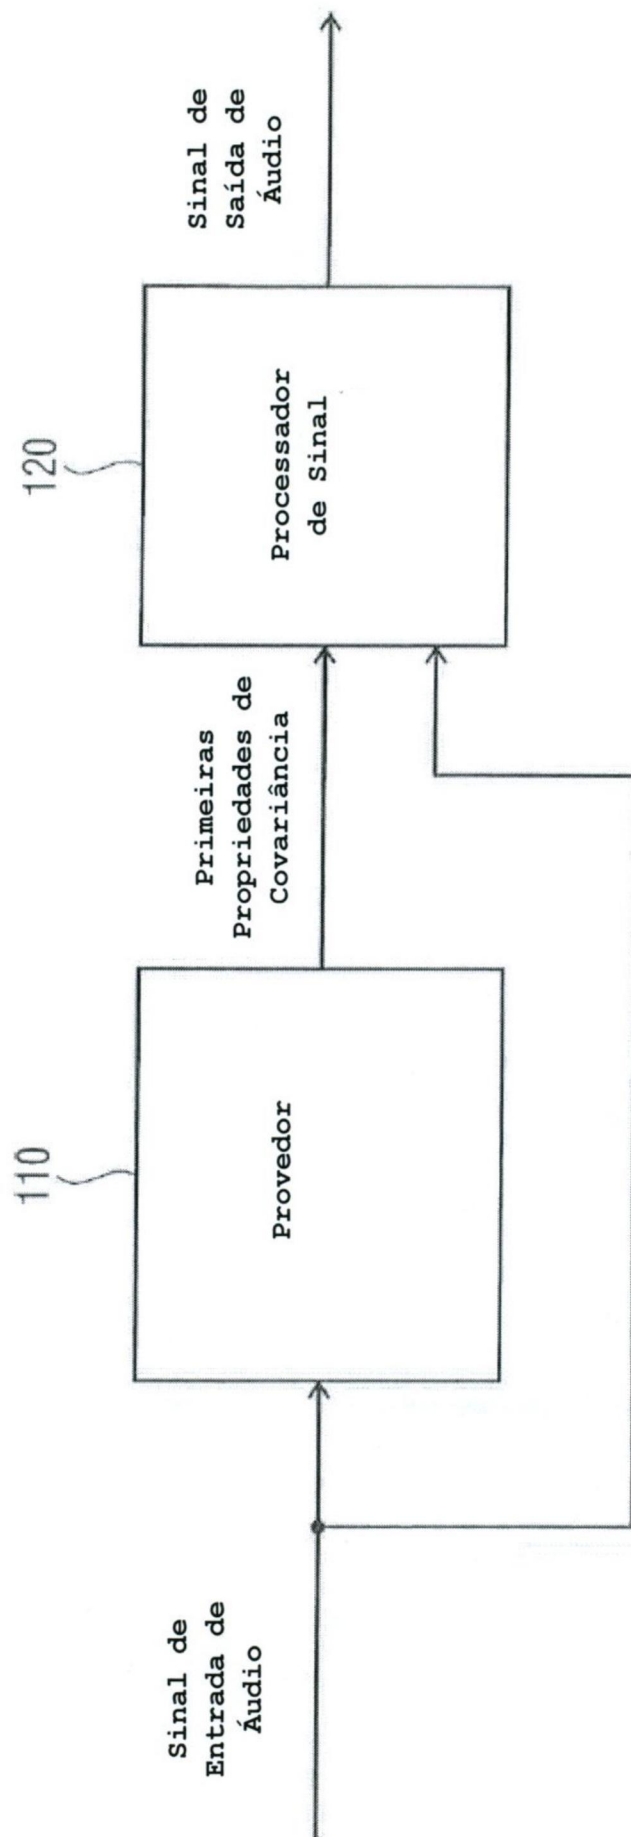 Sinal de
Entrada de
Áudio
110
Provedor
Primeiras
Propriedades de
Covariância
120
Processador
de Sinal
Sinal de
Saída de
Áudio